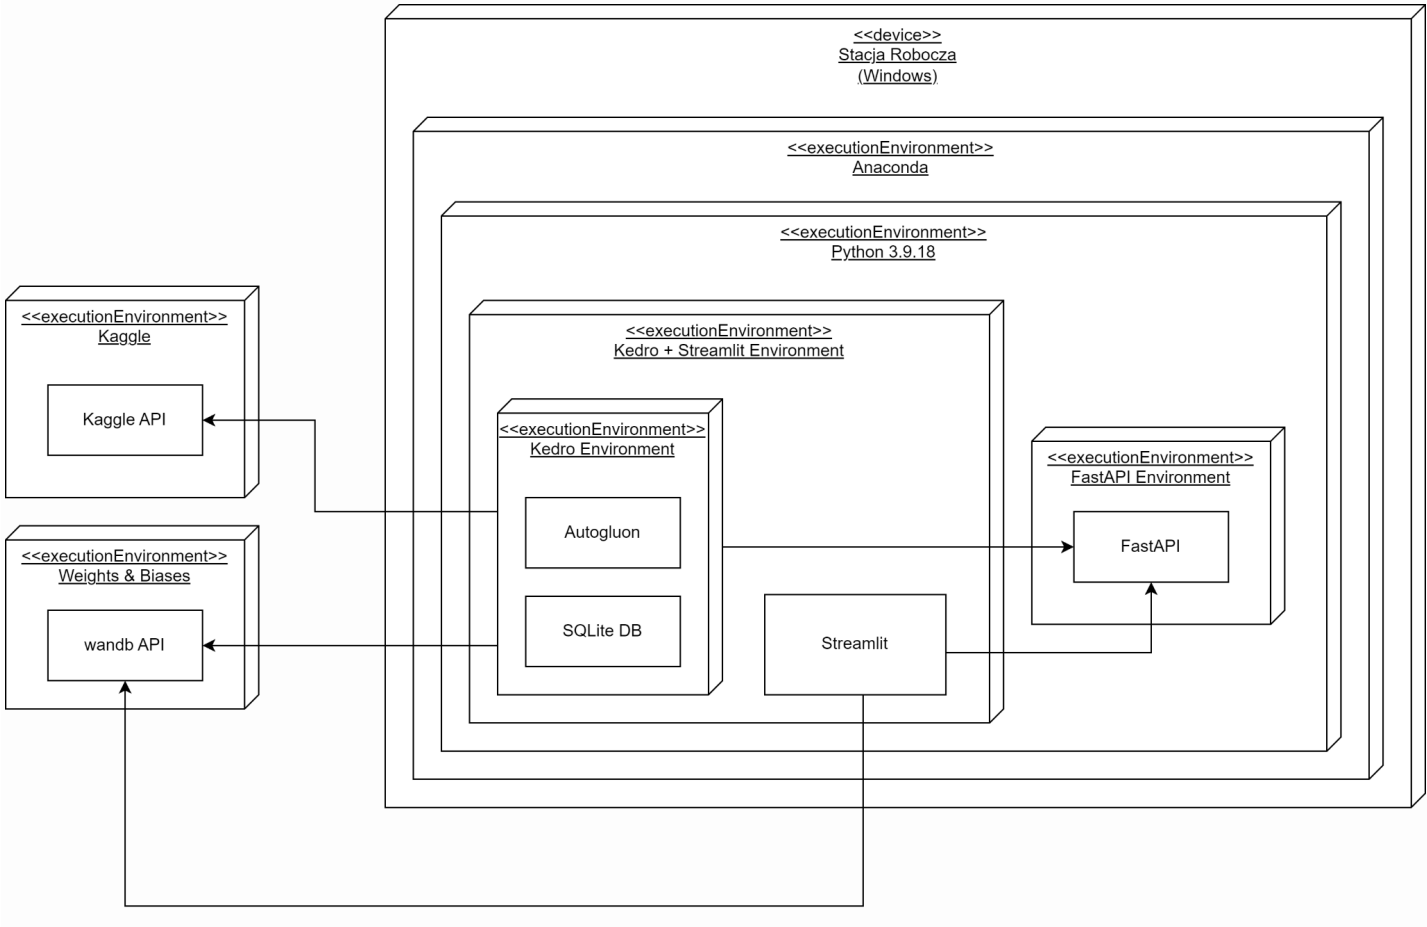 <<device>>
Stacja Robocza
(Windows)
<<executionEnvironment>>
Anaconda
<<executionEnvironment>>
Python 3.9.18
<<executionEnvironment>>
Kaggle
Kaggle API
<<executionEnvironment>>
Weights & Biases
wandb API
<<executionEnvironment>>
Kedro + Streamlit Environment
<<executionEnvironment>>
Kedro Environment
Autogluon
SQLite DB
Streamlit
<<executionEnvironment>>
FastAPI Environment
FastAPI